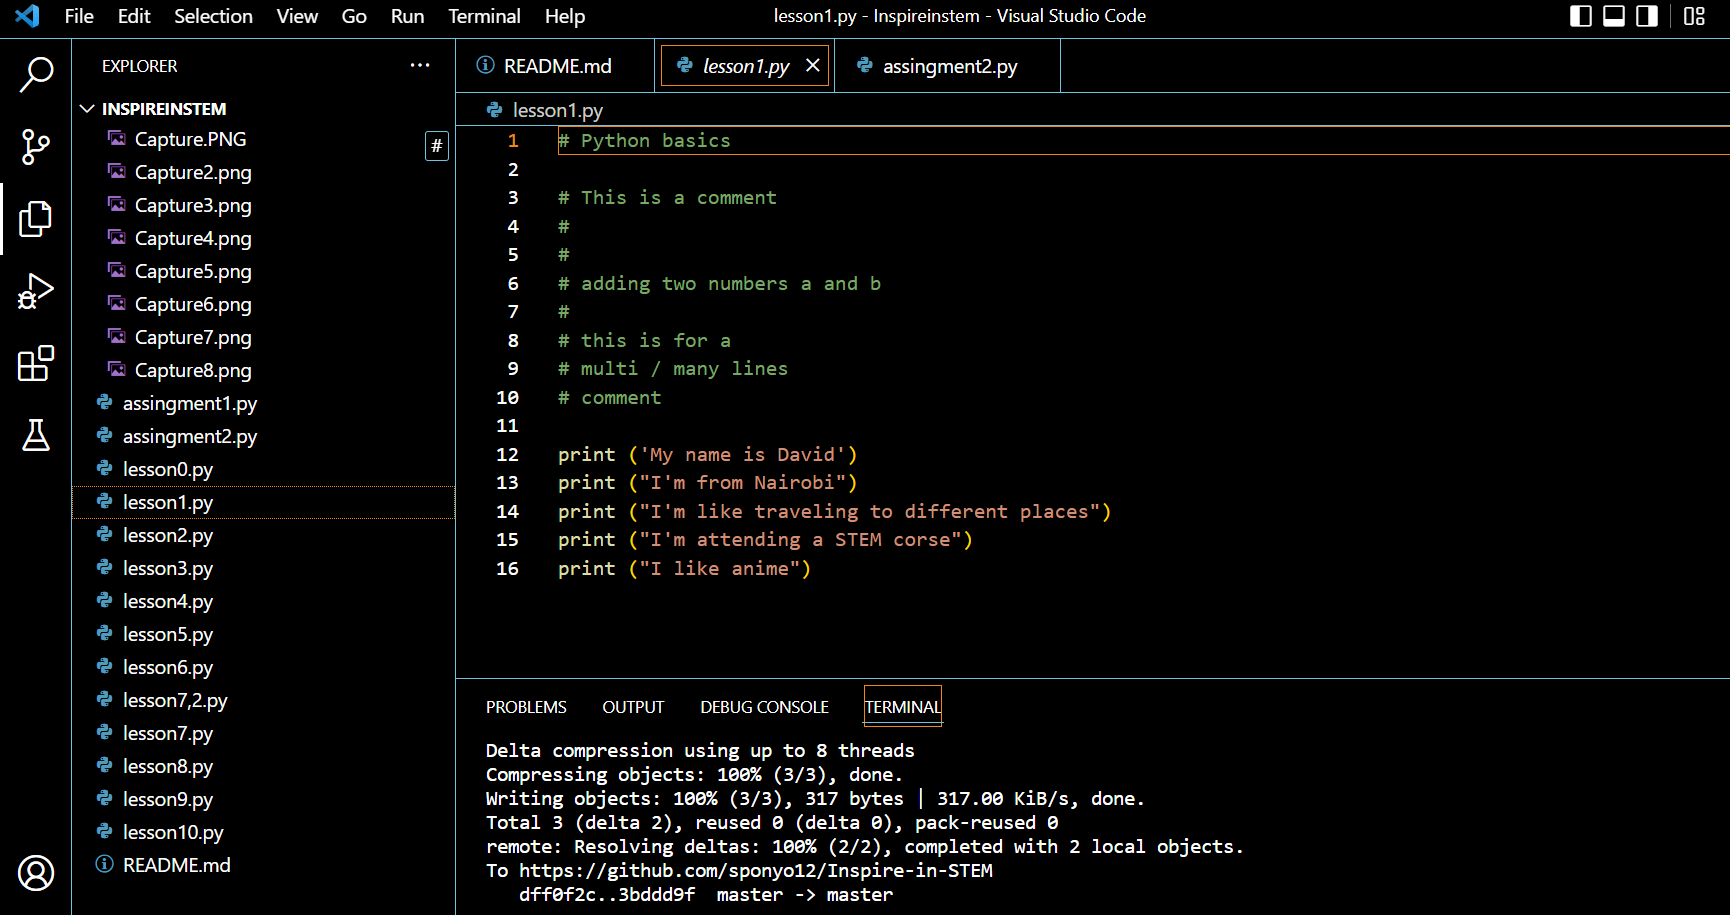 File Edit Selection View Go Run Terminal Help
lesson1.py - Inspireinstem - Visual Studio Code
EXPLORER
INSPIREINSTEM
Capture.PNG
#
Capture2.png
Capture3.png
Capture4.png
Capture5.png
Capture6.png
Capture7.png
Capture8.png
assingment1.py
assingment2.py
lesson0.py
lesson1.py
lesson2.py
lesson3.py
lesson4.py
lesson5.py
lesson6.py
lesson7,2.py
lesson7.py
lesson8.py
lesson9.py
lesson10.py
README.md
README.md lesson1.py assingment2.py
lesson1.py
1 # Python basics
2
3 # This is a comment
4 #
5 #
6 # adding two numbers a and b
7 #
8 # this is for a
9 # multi / many lines
10 # comment
11
12 print ('My name is David')
13 print ("I'm from Nairobi")
14 print ("I'm like traveling to different places")
15 print ("I'm attending a STEM corse")
16 print ("I like anime")
PROBLEMS OUTPUT DEBUG CONSOLE TERMINAL
Delta compression using up to 8 threads
Compressing objects: 100% (3/3), done.
Writing objects: 100% (3/3), 317 bytes | 317.00 KiB/s, done.
Total 3 (delta 2), reused 0 (delta 0), pack-reused 0
remote: Resolving deltas: 100% (2/2), completed with 2 local objects.
To https://github.com/sponyo12/Inspire-in-STEM
dff0f2c..3bddd9f master -> master